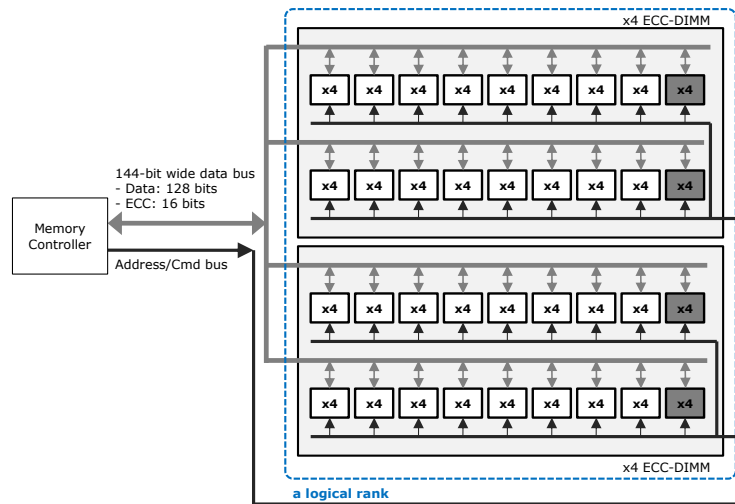 x4 ECC-DIMM
x4 x4 x4 x4 x4 x4 x4 x4 x4
144-bit wide data bus
- Data: 128 bits
- ECC: 16 bits
x4 x4 x4 x4 x4 x4 x4 x4 x4
Memory
Controller
Address/Cmd bus
x4 x4 x4 x4 x4 x4 x4 x4 x4
x4 x4 x4 x4 x4 x4 x4 x4 x4
x4 ECC-DIMM
a logical rank